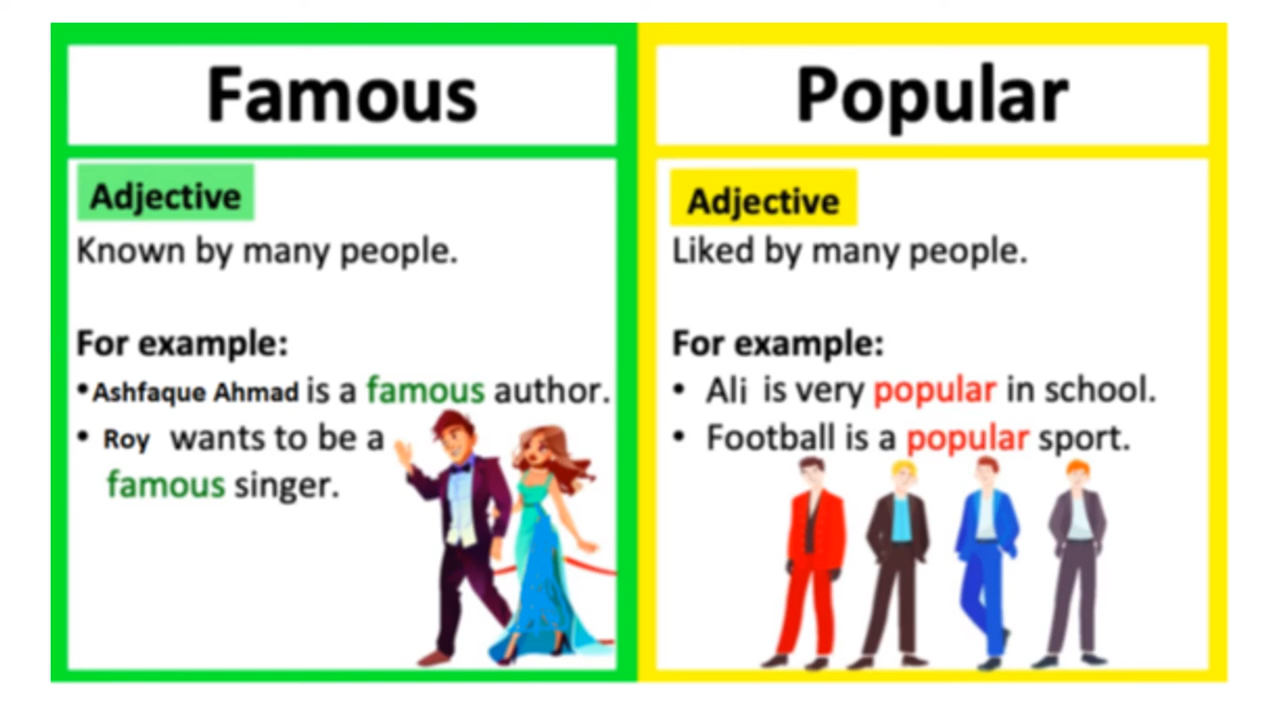 Famous
Adjective
Known by many people.
For example:
•Ashfaque Ahmad is a famous author.
• Roy wants to be a
famous singer.
Popular
Adjective
Liked by many people.
For example:
• Ali is very popular in school.
• Football is a popular sport.